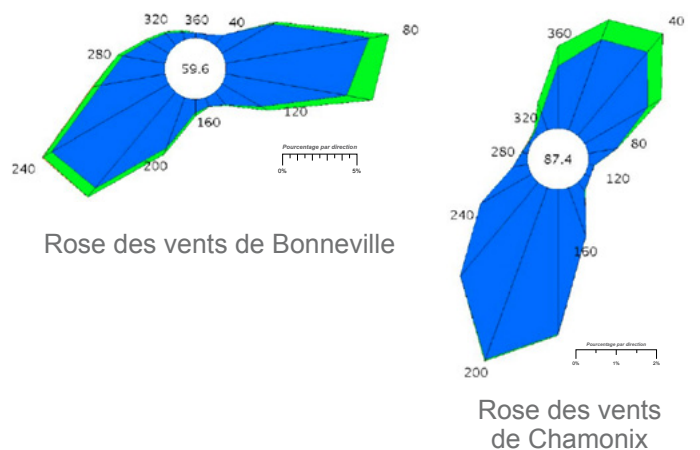 320 360 40
80
280
59.6
120
160
240
200
Pourcentage par direction
0% 5%
Rose des vents de Bonneville
360
40
320
80
280
87.4
120
240
160
200
Pourcentage par direction
0% 1% 2%
Rose des vents
de Chamonix